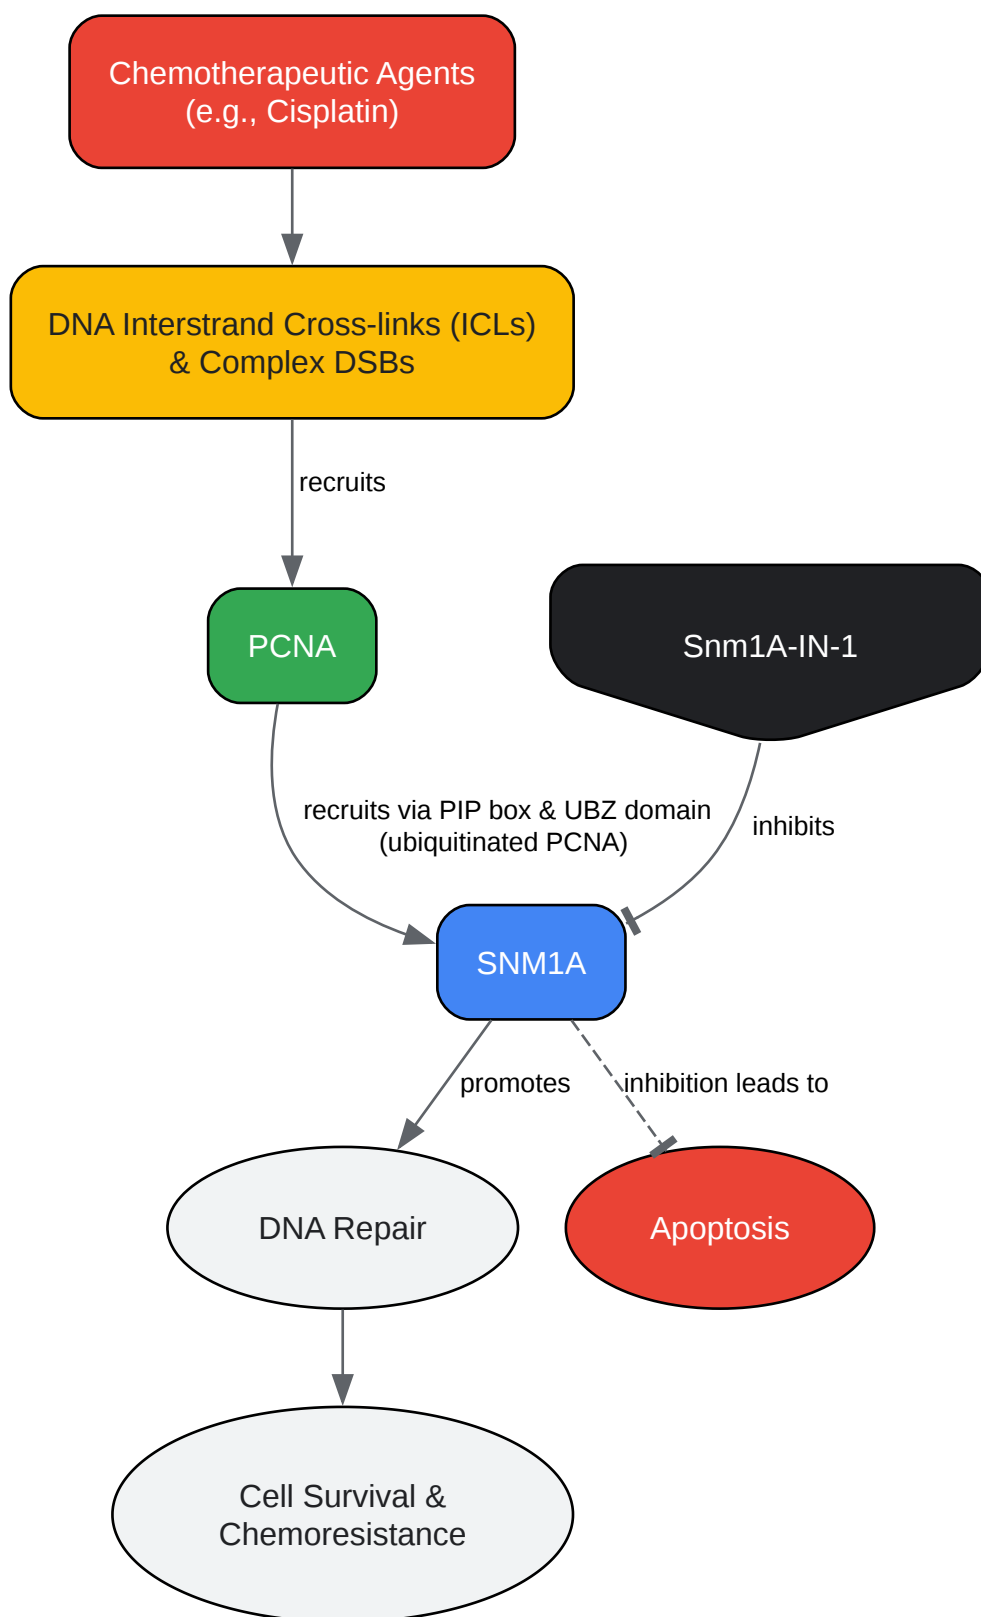 Chemotherapeutic Agents
(e.g., Cisplatin)
DNA Interstrand Cross-links (ICLs)
& Complex DSBs
recruits
PCNA
Snm1A-IN-1
recruits via PIP box & UBZ domain
(ubiquitinated PCNA)
inhibits
SNM1A
promotes
inhibition leads to
DNA Repair
Apoptosis
Cell Survival &
Chemoresistance